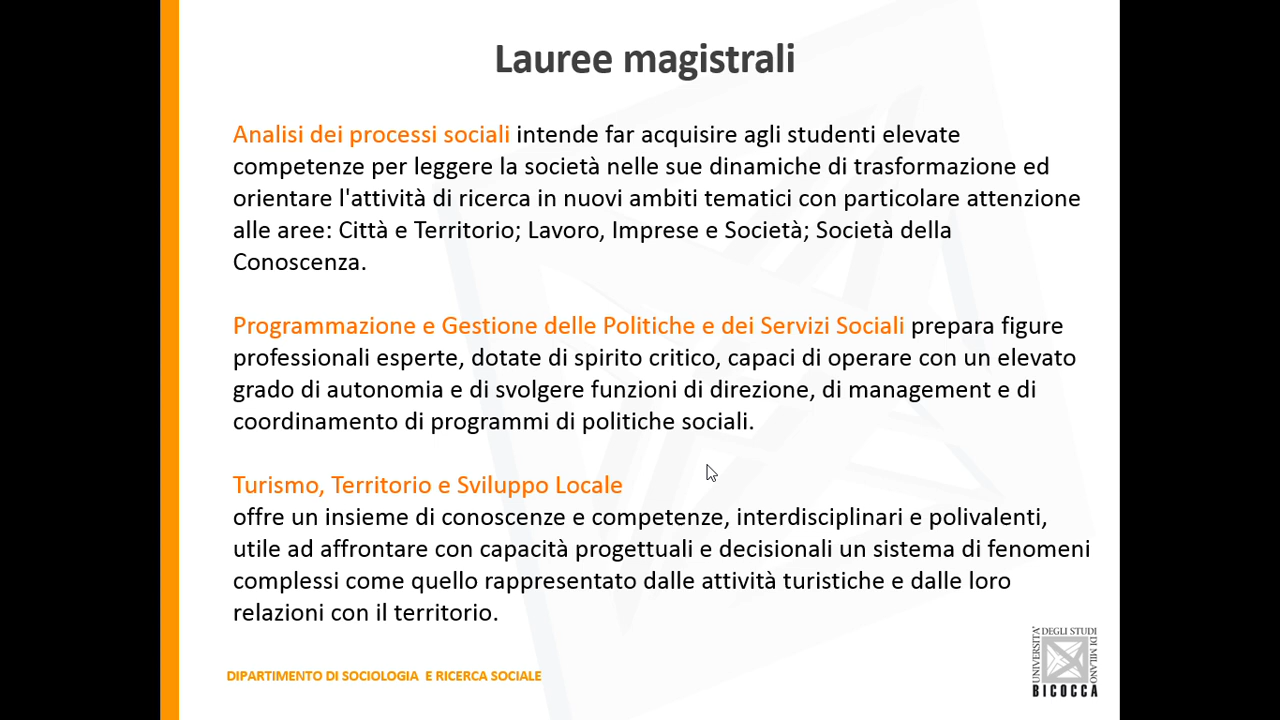 Lauree magistrali
Analisi dei processi sociali intende far acquisire agli studenti elevate
competenze per leggere la società nelle sue dinamiche di trasformazione ed
orientare l'attività di ricerca in nuovi ambiti tematici con particolare attenzione
alle aree: Città e Territorio; Lavoro, Imprese e Società; Società della
Conoscenza.
Programmazione e Gestione delle Politiche e dei Servizi Sociali prepara figure
professionali esperte, dotate di spirito critico, capaci di operare con un elevato
grado di autonomia e di svolgere funzioni di direzione, di management e di
coordinamento di programmi di politiche sociali.
Turismo, Territorio e Sviluppo Locale
offre un insieme di conoscenze e competenze, interdisciplinari e polivalenti,
utile ad affrontare con capacità progettuali e decisionali un sistema di fenomeni
complessi come quello rappresentato dalle attività turistiche e dalle loro
relazioni con il territorio.
DIPARTIMENTO DI SOCIOLOGIA E RICERCA SOCIALE
UNIVERSITA'
DEGLI STUDI
DI MILANO
BICOCCA